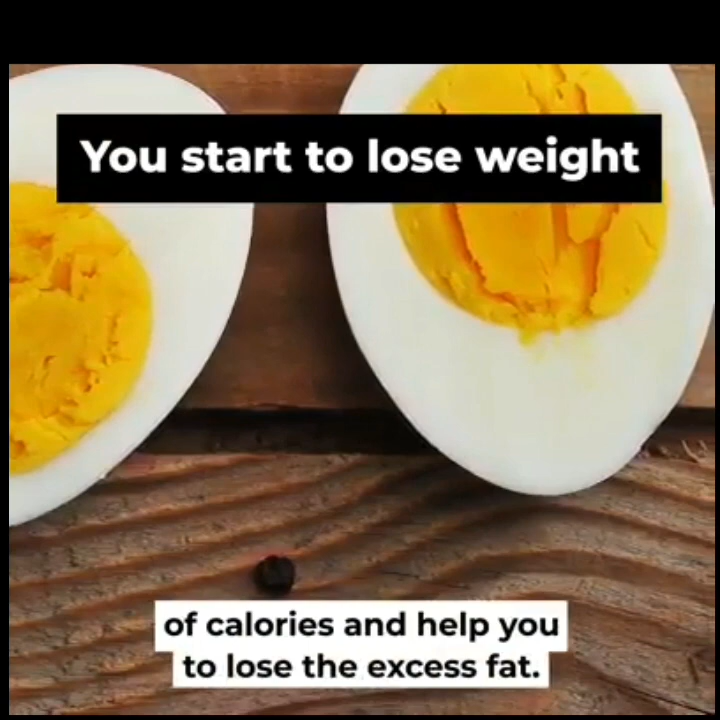 You start to lose weight
of calories and help you
to lose the excess fat.